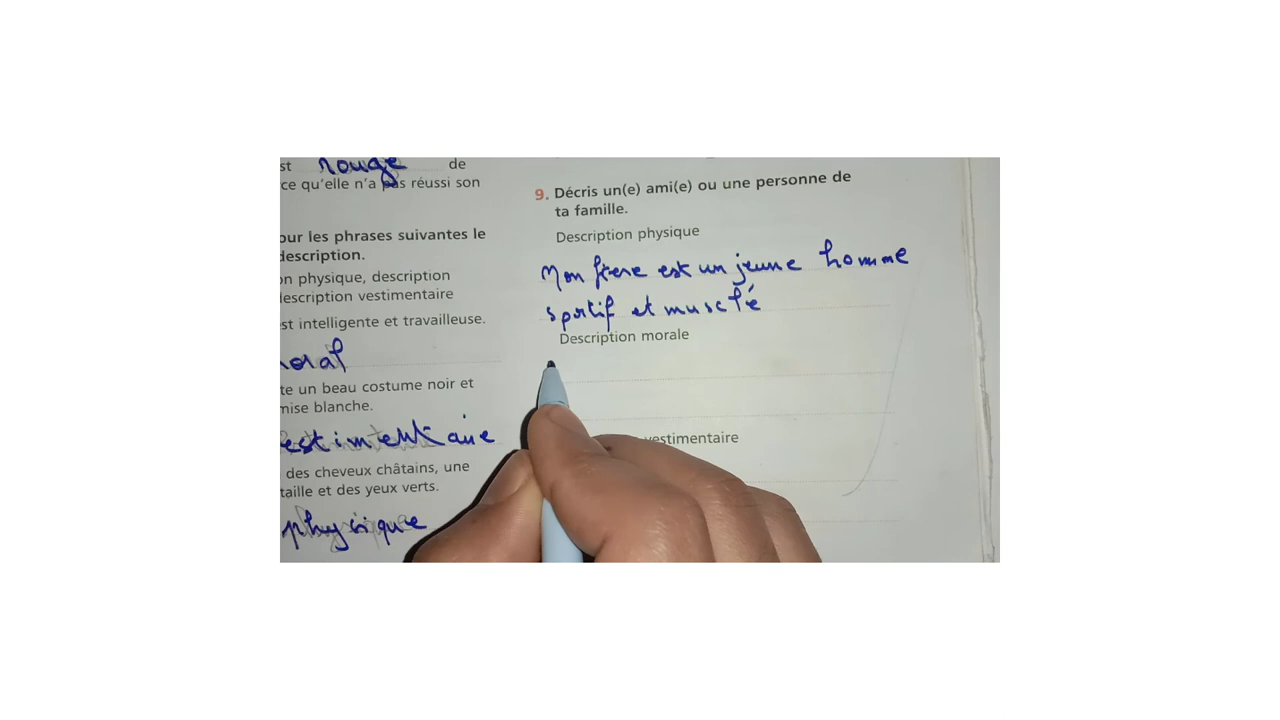 st rouge de
ce qu'elle n'a pas réussi son
our les phrases suivantes le
description.
on physique, description
description vestimentaire
st intelligente et travailleuse.
moral
te un beau costume noir et
mise blanche.
estimentaire
des cheveux châtains, une
taille et des yeux verts.
physique
9. Décris un(e) ami(e) ou une personne de
ta famille.
Description physique
Mon frere est un jeune homme
sportif et musclé
Description morale
vestimentaire